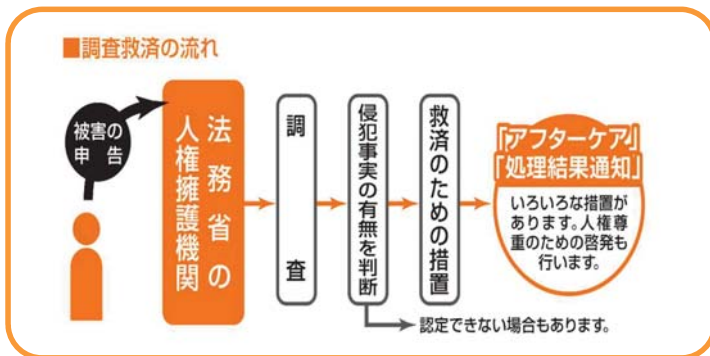 ■調査救済の流れ
被害の
申告
法務省の
人権擁護機関
調査
侵犯事実の有無を判断
救済のための措置
「アフターケア」
「処理結果通知」
いろいろな措置が
あります。人権尊
重のための啓発も
行います。
認定できない場合もあります。